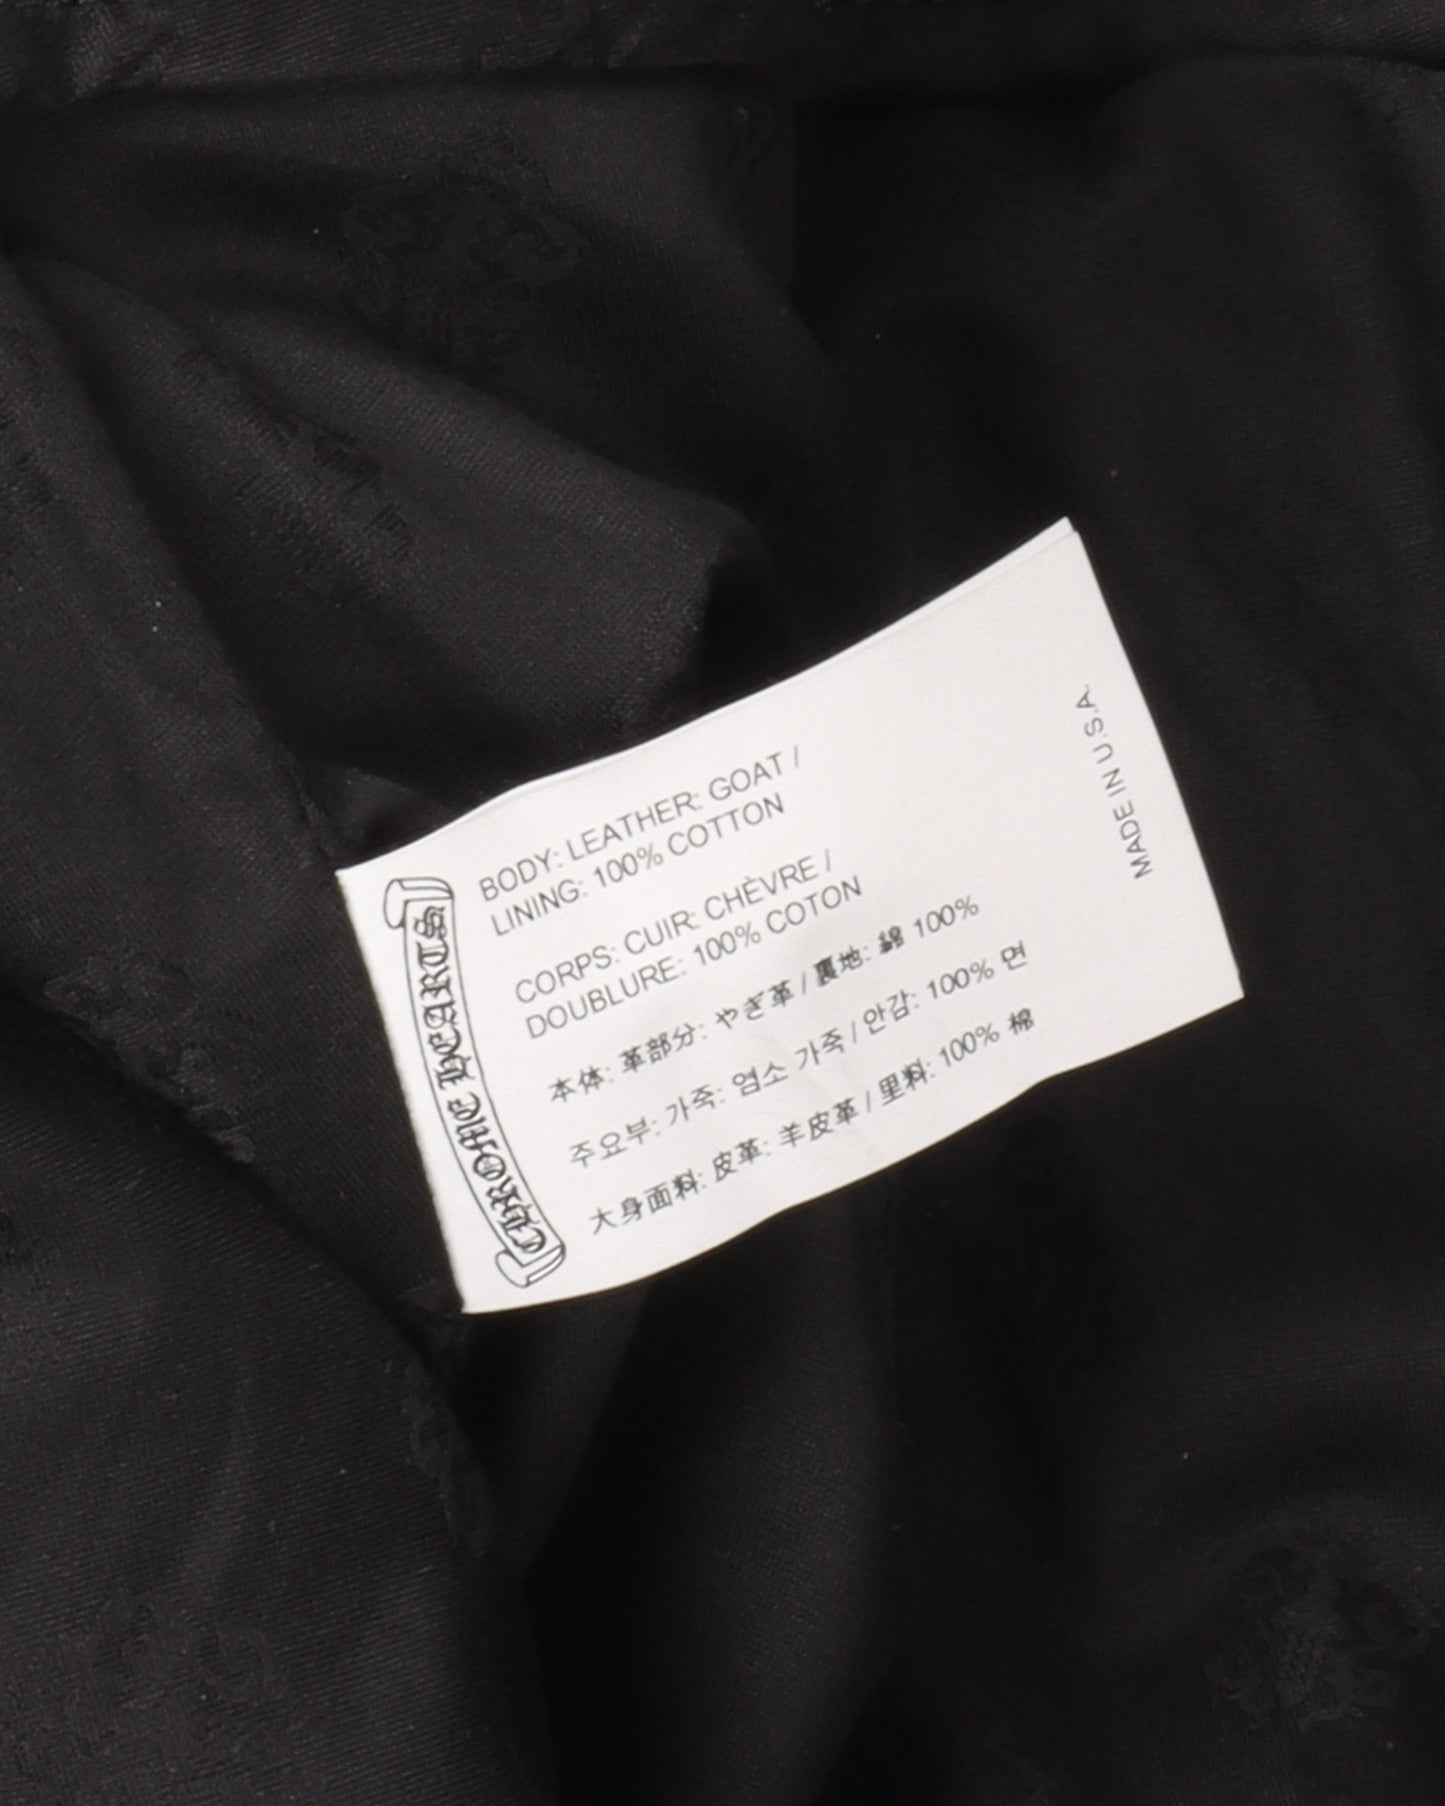 CHROME HEARTS
BODY: LEATHER: GOAT /
LINING: 100% COTTON
CORPS: CUIR: CHÈVRE /
DOUBLURE: 100% COTON
本体: 革部分: やぎ革 / 裏地: 綿 100%
주요부: 가죽: 염소 가죽 / 안감: 100% 면
大身面料: 皮革: 羊皮革 / 里料: 100% 棉
MADE IN U.S.A.